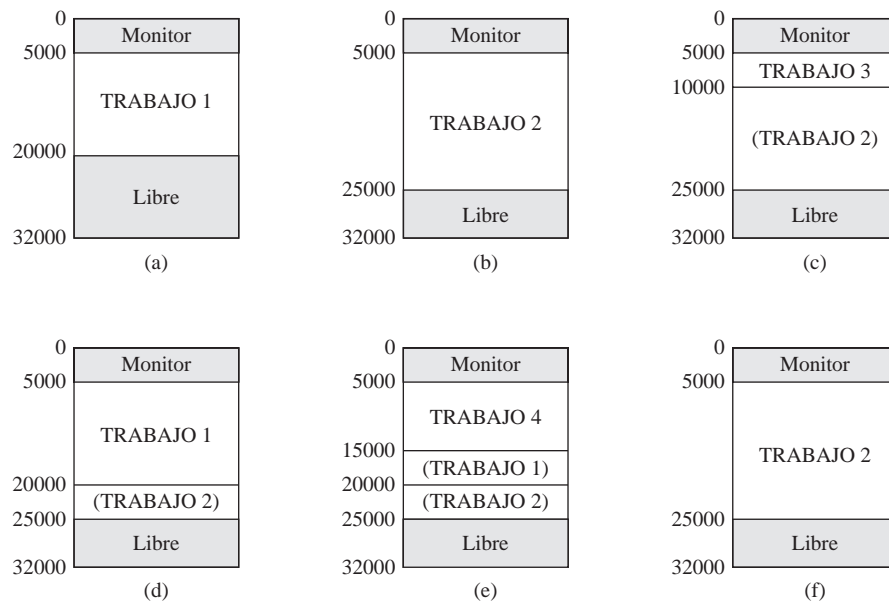 0
Monitor
5000
TRABAJO 1
20000
Libre
32000
(a)
0
Monitor
5000
TRABAJO 2
25000
Libre
32000
(b)
0
Monitor
5000
TRABAJO 3
10000
(TRABAJO 2)
25000
Libre
32000
(c)
0
Monitor
5000
TRABAJO 1
20000
(TRABAJO 2)
25000
Libre
32000
(d)
0
Monitor
5000
TRABAJO 4
15000
(TRABAJO 1)
20000
(TRABAJO 2)
25000
Libre
32000
(e)
0
Monitor
5000
TRABAJO 2
25000
Libre
32000
(f)